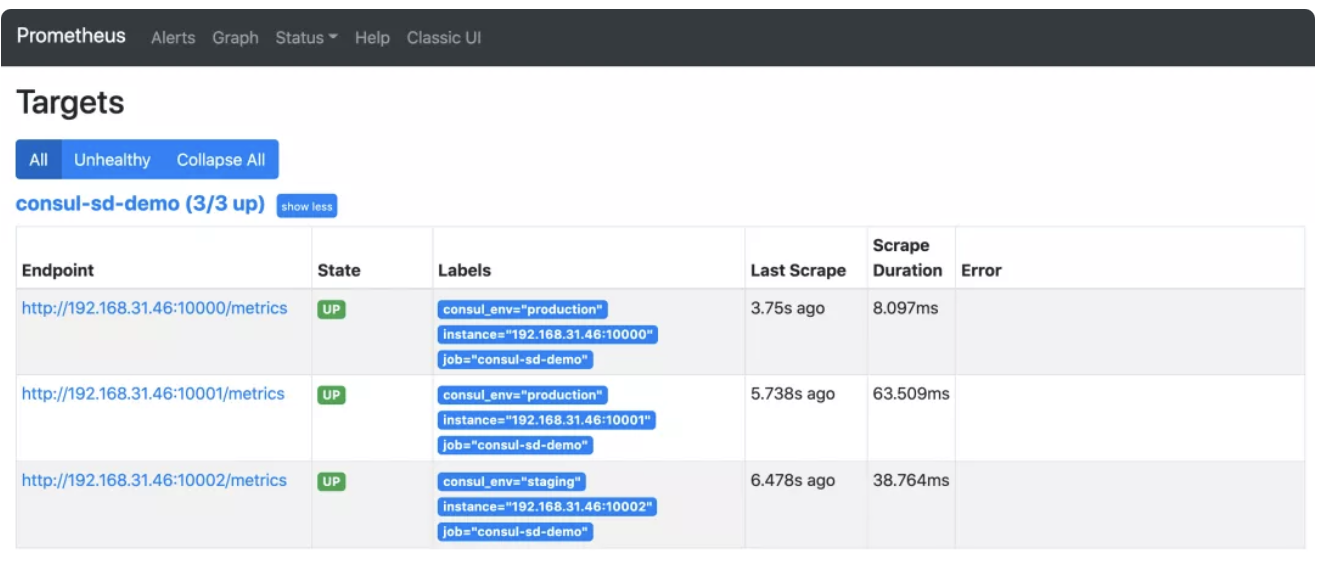 Prometheus Alerts Graph Status Help Classic UI
Targets
All Unhealthy Collapse All
consul-sd-demo (3/3 up) show less
Endpoint State Labels Last Scrape Scrape Duration Error
http://192.168.31.46:10000/metrics UP consul_env="production" 3.75s ago 8.097ms
instance="192.168.31.46:10000"
job="consul-sd-demo"
http://192.168.31.46:10001/metrics UP consul_env="production" 5.738s ago 63.509ms
instance="192.168.31.46:10001"
job="consul-sd-demo"
http://192.168.31.46:10002/metrics UP consul_env="staging" 6.478s ago 38.764ms
instance="192.168.31.46:10002"
job="consul-sd-demo"